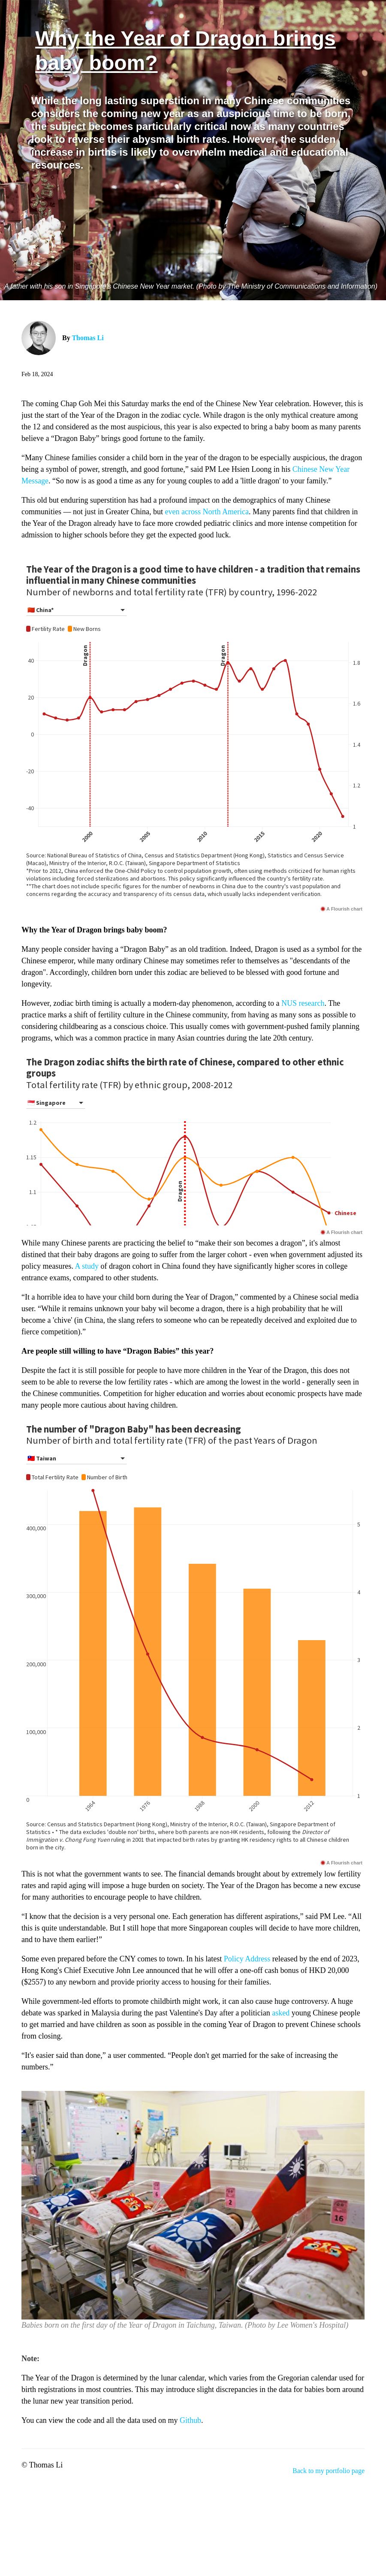 Why the Year of Dragon brings
baby boom?
While the long lasting superstition in many Chinese communities
considers the coming new year as an auspicious time to be born,
the subject becomes particularly critical now as many countries
look to reverse their abysmal birth rates. However, the sudden
increase in births is likely to overwhelm medical and educational
resources.
A father with his son in Singapore's Chinese New Year market. (Photo by The Ministry of Communications and Information)
By Thomas Li
Feb 18, 2024
The coming Chap Goh Mei this Saturday marks the end of the Chinese New Year celebration. However, this is
just the start of the Year of the Dragon in the zodiac cycle. While dragon is the only mythical creature among
the 12 and considered as the most auspicious, this year is also expected to bring a baby boom as many parents
believe a “Dragon Baby” brings good fortune to the family.
“Many Chinese families consider a child born in the year of the dragon to be especially auspicious, the dragon
being a symbol of power, strength, and good fortune,” said PM Lee Hsien Loong in his Chinese New Year
Message. “So now is as good a time as any for young couples to add a 'little dragon' to your family.”
This old but enduring superstition has had a profound impact on the demographics of many Chinese
communities — not just in Greater China, but even across North America. Many parents find that children in
the Year of the Dragon already have to face more crowded pediatric clinics and more intense competition for
admission to higher schools before they get the expected good luck.
The Year of the Dragon is a good time to have children - a tradition that remains
influential in many Chinese communities
Number of newborns and total fertility rate (TFR) by country, 1996-2022
🇨🇳 China*
Fertility Rate New Borns
Dragon
Dragon
40
20
0
-20
-40
1.8
1.6
1.4
1.2
1
2000
2005
2010
2015
2020
Source: National Bureau of Statistics of China, Census and Statistics Department (Hong Kong), Statistics and Census Service
(Macao), Ministry of the Interior, R.O.C. (Taiwan), Singapore Department of Statistics
*Prior to 2012, China enforced the One-Child Policy to control population growth, often using methods criticized for human rights
violations including forced sterilizations and abortions. This policy significantly influenced the country's fertility rate.
**The chart does not include specific figures for the number of newborns in China due to the country's vast population and
concerns regarding the accuracy and transparency of its census data, which usually lacks independent verification.
A Flourish chart
Why the Year of Dragon brings baby boom?
Many people consider having a “Dragon Baby” as an old tradition. Indeed, Dragon is used as a symbol for the
Chinese emperor, while many ordinary Chinese may sometimes refer to themselves as "descendants of the
dragon". Accordingly, children born under this zodiac are believed to be blessed with good fortune and
longevity.
However, zodiac birth timing is actually a modern-day phenomenon, according to a NUS research. The
practice marks a shift of fertility culture in the Chinese community, from having as many sons as possible to
considering childbearing as a conscious choice. This usually comes with government-pushed family planning
programs, which was a common practice in many Asian countries during the late 20th century.
The Dragon zodiac shifts the birth rate of Chinese, compared to other ethnic
groups
Total fertility rate (TFR) by ethnic group, 2008-2012
🇸🇬 Singapore
1.2
1.15
1.1
Dragon
Chinese
A Flourish chart
While many Chinese parents are practicing the belief to “make their son becomes a dragon”, it's almost
distined that their baby dragons are going to suffer from the larger cohort - even when government adjusted its
policy measures. A study of dragon cohort in China found that they have significantly higher scores in college
entrance exams, compared to other students.
“It a horrible idea to have your child born during the Year of Dragon,” commented by a Chinese social media
user. “While it remains unknown your baby wil become a dragon, there is a high probability that he will
become a 'chive' (in China, the slang refers to someone who can be repeatedly deceived and exploited due to
fierce competition).”
Are people still willing to have “Dragon Babies” this year?
Despite the fact it is still possible for people to have more children in the Year of the Dragon, this does not
seem to be able to reverse the low fertility rates - which are among the lowest in the world - generally seen in
the Chinese communities. Competition for higher education and worries about economic prospects have made
many people more cautious about having children.
The number of "Dragon Baby" has been decreasing
Number of birth and total fertility rate (TFR) of the past Years of Dragon
🇹🇼 Taiwan
Total Fertility Rate Number of Birth
400,000
300,000
200,000
100,000
0
5
4
3
2
1
1964
1976
1988
2000
2012
Source: Census and Statistics Department (Hong Kong), Ministry of the Interior, R.O.C. (Taiwan), Singapore Department of
Statistics • * The data excludes 'double non' births, where both parents are non-HK residents, following the Director of
Immigration v. Chong Fung Yuen ruling in 2001 that impacted birth rates by granting HK residency rights to all Chinese children
born in the city.
A Flourish chart
This is not what the government wants to see. The financial demands brought about by extremely low fertility
rates and rapid aging will impose a huge burden on society. The Year of the Dragon has become a new excuse
for many authorities to encourage people to have children.
“I know that the decision is a very personal one. Each generation has different aspirations,” said PM Lee. “All
this is quite understandable. But I still hope that more Singaporean couples will decide to have more children,
and to have them earlier!”
Some even prepared before the CNY comes to town. In his latest Policy Address released by the end of 2023,
Hong Kong's Chief Executive John Lee announced that he will offer a one-off cash bonus of HKD 20,000
($2557) to any newborn and provide priority access to housing for their families.
While government-led efforts to promote childbirth might work, it can also cause huge controversy. A huge
debate was sparked in Malaysia during the past Valentine's Day after a politician asked young Chinese people
to get married and have children as soon as possible in the coming Year of Dragon to prevent Chinese schools
from closing.
“It's easier said than done,” a user commented. “People don't get married for the sake of increasing the
numbers.”
1
2
16
Babies born on the first day of the Year of Dragon in Taichung, Taiwan. (Photo by Lee Women's Hospital)
Note:
The Year of the Dragon is determined by the lunar calendar, which varies from the Gregorian calendar used for
birth registrations in most countries. This may introduce slight discrepancies in the data for babies born around
the lunar new year transition period.
You can view the code and all the data used on my Github.
© Thomas Li
Back to my portfolio page